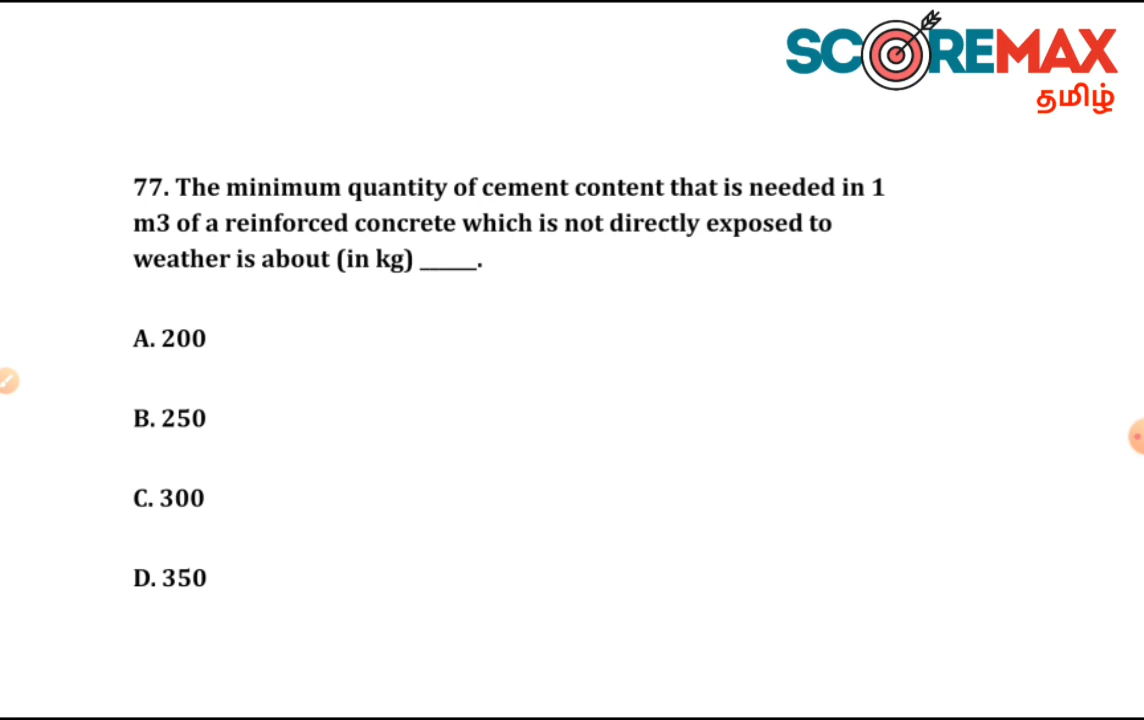 SCOREMAX
தமிழ்
77. The minimum quantity of cement content that is needed in 1
m3 of a reinforced concrete which is not directly exposed to
weather is about (in kg) _____.
A. 200
B. 250
C. 300
D. 350